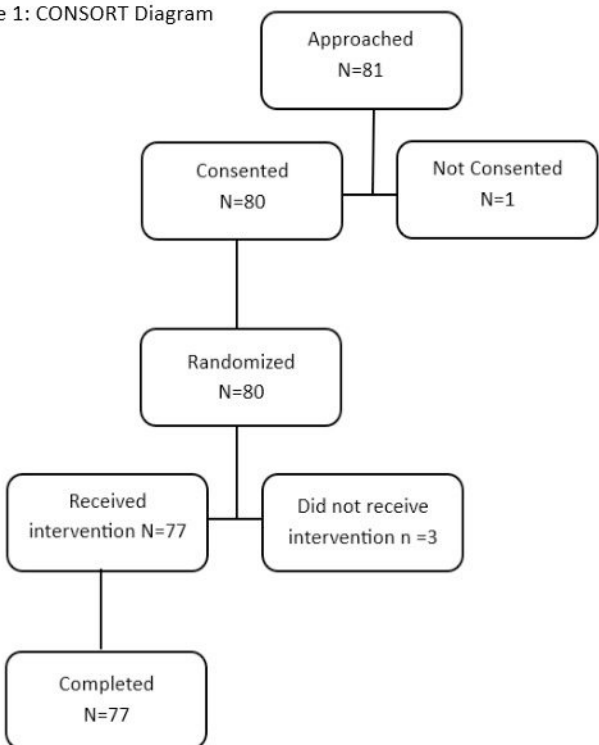 e 1: CONSORT Diagram
Approached
N=81
Consented
N=80
Not Consented
N=1
Randomized
N=80
Received
intervention N=77
Did not receive
intervention n =3
Completed
N=77